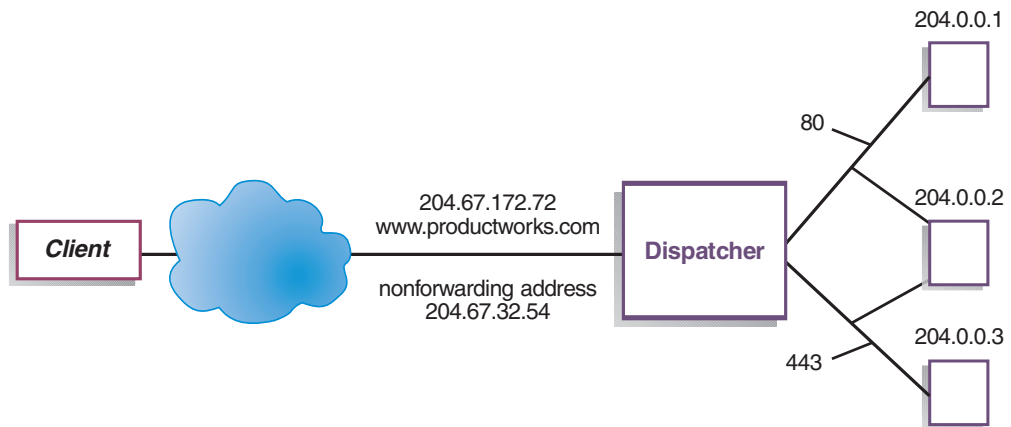 204.0.0.1
80
204.67.172.72
www.productworks.com
204.0.0.2
Client
Dispatcher
nonforwarding address
204.67.32.54
204.0.0.3
443